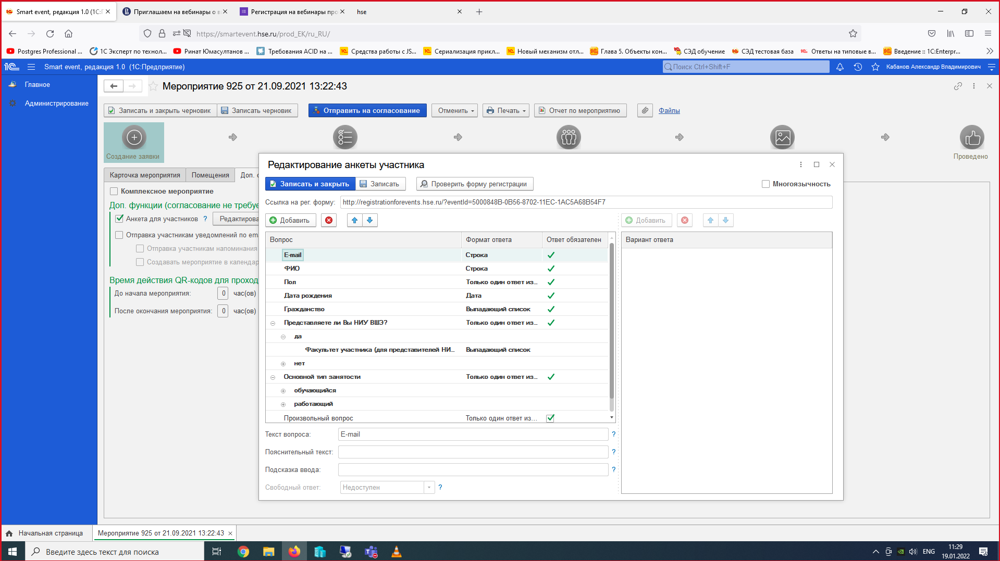 Smart event, редакция 1.0 (1С:П
Приглашаем на вебинары о в
Регистрация на вебинары про
hse
https://smartevent.hse.ru/prod_EK/ru_RU/
Postgres Professional ...
1С Эксперт по технол...
Ринат Юмасултанов ...
Требования ACID на ...
Средства работы с JS...
Сериализация прикл...
Новый механизм отл...
Глава 5. Объекты кон...
СЭД обучение
СЭД тестовая база
Ответы на типовые в...
Введение :: 1C:Enterpr...
Smart event, редакция 1.0 (1С:Предприятие)
Поиск Ctrl+Shift+F
Кабанов Александр Владимирович
Главное
Администрирование
Мероприятие 925 от 21.09.2021 13:22:43
Записать и закрыть черновик
Записать черновик
Отправить на согласование
Отменить
Печать
Отчет по мероприятию
Файлы
Создание заявки
Проведено
Карточка мероприятия
Помещения
Доп. с
Комплексное мероприятие
Доп. функции (согласование не требуе
Анкета для участников ?
Редактирова
Отправка участникам уведомлений по ema
Отправка участникам напоминания
Создавать мероприятие в календар
Время действия QR-кодов для проход
До начала мероприятия: 0 час(ов)
После окончания мероприятия: 0 час(ов)
Редактирование анкеты участника
Записать и закрыть
Записать
Проверить форму регистрации
Многоязычность
Ссылка на рег. форму: http://registrationforevents.hse.ru/?eventId=5000848B-0B56-8702-11EC-1AC5A68B54F7
Добавить
Добавить
Вопрос Формат ответа Ответ обязателен
Вариант ответа
E-mail Строка
ФИО Строка
Пол Только один ответ из...
Дата рождения Дата
Гражданство Выпадающий список
Представляете ли Вы НИУ ВШЭ? Только один ответ из...
да
Факультет участника (для представителей НИ... Выпадающий список
нет
Основной тип занятости Только один ответ из...
обучающийся
работающий
Произвольный вопрос Только один ответ из...
Текст вопроса: E-mail ?
Пояснительный текст: ?
Подсказка ввода: ?
Свободный ответ: Недоступен ?
Начальная страница
Мероприятие 925 от 21.09.2021 13:22:43
Введите здесь текст для поиска
ENG
11:29
19.01.2022